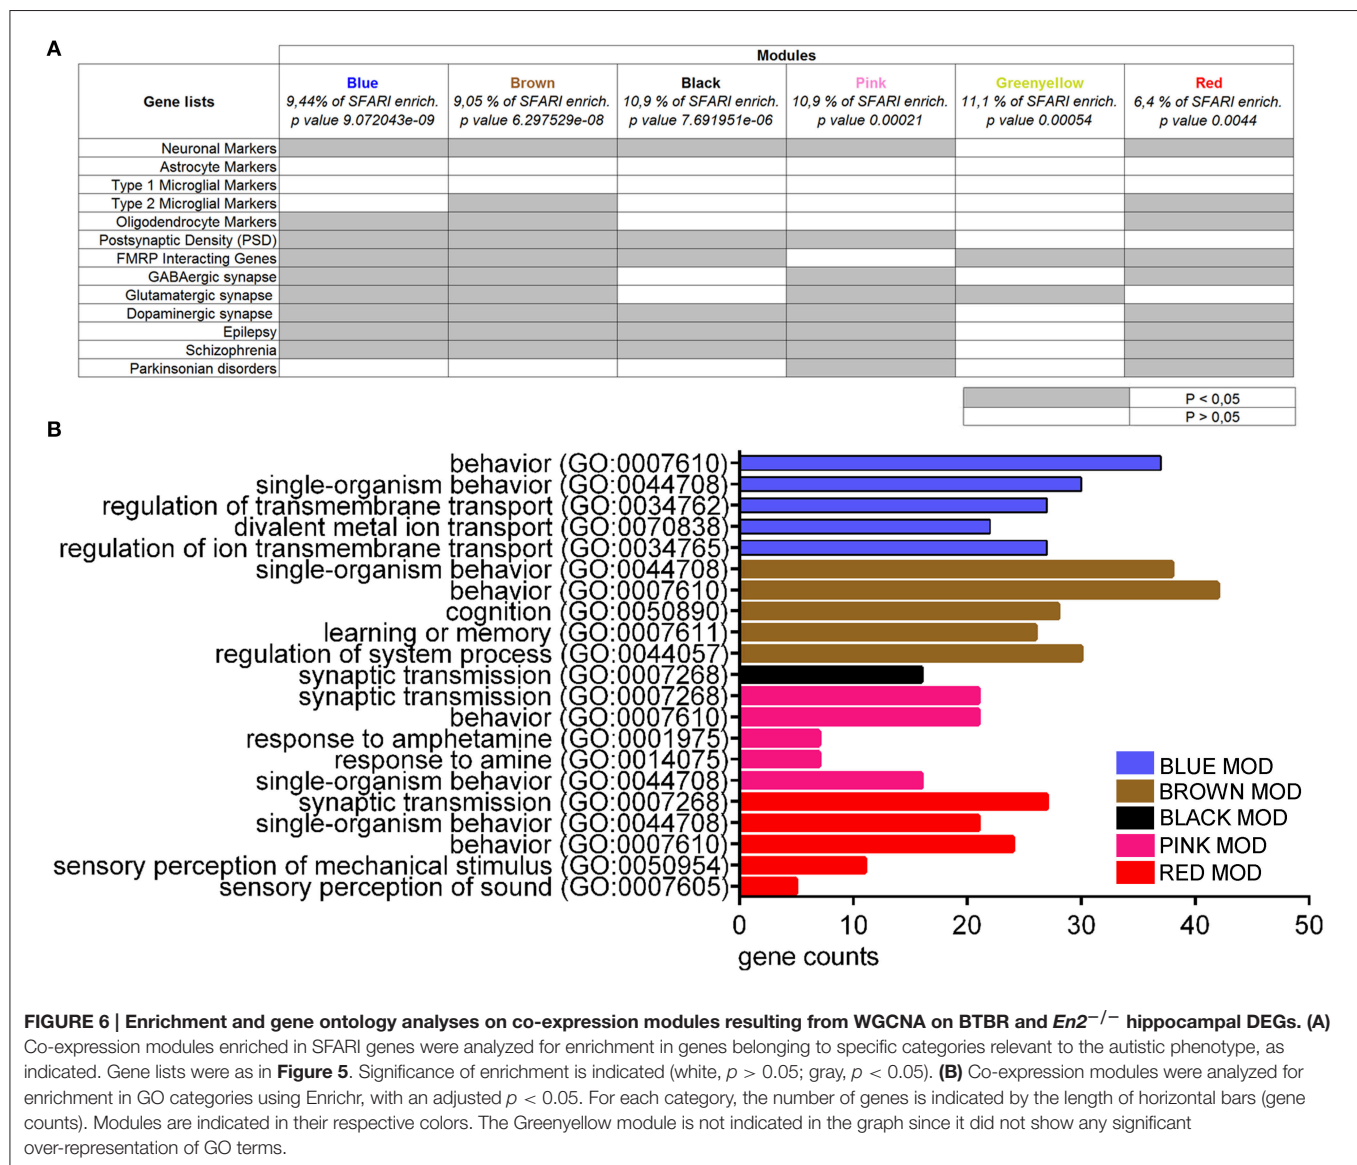 A
Modules
Gene lists
Blue
9,44% of SFARI enrich.
p value 9.072043e-09
Brown
9,05 % of SFARI enrich.
p value 6.297529e-08
Black
10,9 % of SFARI enrich.
p value 7.691951e-06
Pink
10,9 % of SFARI enrich.
p value 0.00021
Greenyellow
11,1 % of SFARI enrich.
p value 0.00054
Red
6,4 % of SFARI enrich.
p value 0.0044
Neuronal Markers
Astrocyte Markers
Type 1 Microglial Markers
Type 2 Microglial Markers
Oligodendrocyte Markers
Postsynaptic Density (PSD)
FMRP Interacting Genes
GABAergic synapse
Glutamatergic synapse
Dopaminergic synapse
Epilepsy
Schizophrenia
Parkinsonian disorders
P < 0,05
P > 0,05
B
behavior (GO:0007610)
single-organism behavior (GO:0044708)
regulation of transmembrane transport (GO:0034762)
divalent metal ion transport (GO:0070838)
regulation of ion transmembrane transport (GO:0034765)
single-organism behavior (GO:0044708)
behavior (GO:0007610)
cognition (GO:0050890)
learning or memory (GO:0007611)
regulation of system process (GO:0044057)
synaptic transmission (GO:0007268)
synaptic transmission (GO:0007268)
behavior (GO:0007610)
response to amphetamine (GO:0001975)
response to amine (GO:0014075)
single-organism behavior (GO:0044708)
synaptic transmission (GO:0007268)
single-organism behavior (GO:0044708)
behavior (GO:0007610)
sensory perception of mechanical stimulus (GO:0050954)
sensory perception of sound (GO:0007605)
BLUE MOD
BROWN MOD
BLACK MOD
PINK MOD
RED MOD
0 10 20 30 40 50
gene counts
FIGURE 6 | Enrichment and gene ontology analyses on co-expression modules resulting from WGCNA on BTBR and En2−/− hippocampal DEGs. (A)
Co-expression modules enriched in SFARI genes were analyzed for enrichment in genes belonging to specific categories relevant to the autistic phenotype, as
indicated. Gene lists were as in Figure 5. Significance of enrichment is indicated (white, p > 0.05; gray, p < 0.05). (B) Co-expression modules were analyzed for
enrichment in GO categories using Enrichr, with an adjusted p < 0.05. For each category, the number of genes is indicated by the length of horizontal bars (gene
counts). Modules are indicated in their respective colors. The Greenyellow module is not indicated in the graph since it did not show any significant
over-representation of GO terms.